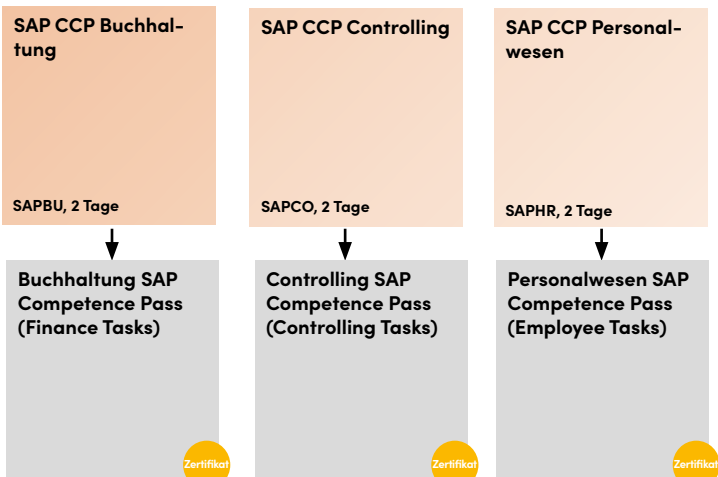 SAP CCP Buchhal-
tung
SAPBU, 2 Tage
SAP CCP Controlling
SAPCO, 2 Tage
SAP CCP Personal-
wesen
SAPHR, 2 Tage
Buchhaltung SAP
Competence Pass
(Finance Tasks)
Zertifikat
Controlling SAP
Competence Pass
(Controlling Tasks)
Zertifikat
Personalwesen SAP
Competence Pass
(Employee Tasks)
Zertifikat